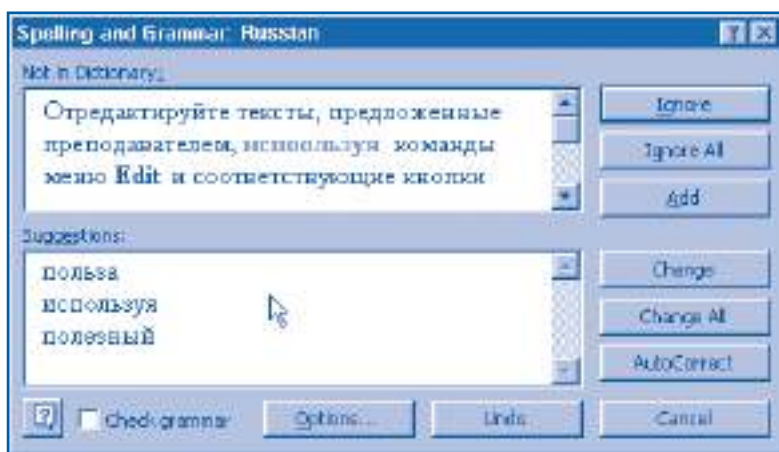 Spelling and Grammar: Russian
Not in Dictionary:
Отредактируйте тексты, предложенные
преподавателем, испоользуя команды
меню Edit и соответствующие кнопки
Ignore
Ignore All
Add
Suggestions:
польза
используя
полезный
Change
Change All
AutoCorrect
Check grammar
Options...
Undo
Cancel